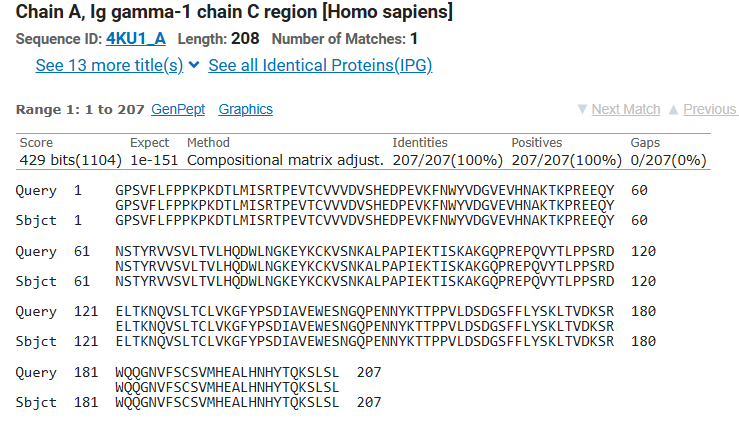 Chain A, Ig gamma-1 chain C region [Homo sapiens]
Sequence ID: 4KU1_A Length: 208 Number of Matches: 1
See 13 more title(s) See all Identical Proteins(IPG)
Range 1: 1 to 207 GenPept Graphics ▼ Next Match ▲ Previous
Score Expect Method Identities Positives Gaps
429 bits(1104) 1e-151 Compositional matrix adjust. 207/207(100%) 207/207(100%) 0/207(0%)
Query 1 GPSVFLFPPKPKDTLMISRTPEVTCVVVDVSHEDPEVKFNWYVDGVEVHNAKTKPREEQY 60
GPSVFLFPPKPKDTLMISRTPEVTCVVVDVSHEDPEVKFNWYVDGVEVHNAKTKPREEQY
Sbjct 1 GPSVFLFPPKPKDTLMISRTPEVTCVVVDVSHEDPEVKFNWYVDGVEVHNAKTKPREEQY 60
Query 61 NSTYRVVSVLTVLHQDWLNGKEYKCKVSNKALPAPIEKTISKAKGQPREPQVYTLPPSRD 120
NSTYRVVSVLTVLHQDWLNGKEYKCKVSNKALPAPIEKTISKAKGQPREPQVYTLPPSRD
Sbjct 61 NSTYRVVSVLTVLHQDWLNGKEYKCKVSNKALPAPIEKTISKAKGQPREPQVYTLPPSRD 120
Query 121 ELTKNQVSLTCLVKGFYPSDIAVEWESNGQPENNYKTTPPVLDSDGSFFLYSKLTVDKSR 180
ELTKNQVSLTCLVKGFYPSDIAVEWESNGQPENNYKTTPPVLDSDGSFFLYSKLTVDKSR
Sbjct 121 ELTKNQVSLTCLVKGFYPSDIAVEWESNGQPENNYKTTPPVLDSDGSFFLYSKLTVDKSR 180
Query 181 WQQGNVFSCSVMHEALHNHYTQKSLSL 207
WQQGNVFSCSVMHEALHNHYTQKSLSL
Sbjct 181 WQQGNVFSCSVMHEALHNHYTQKSLSL 207